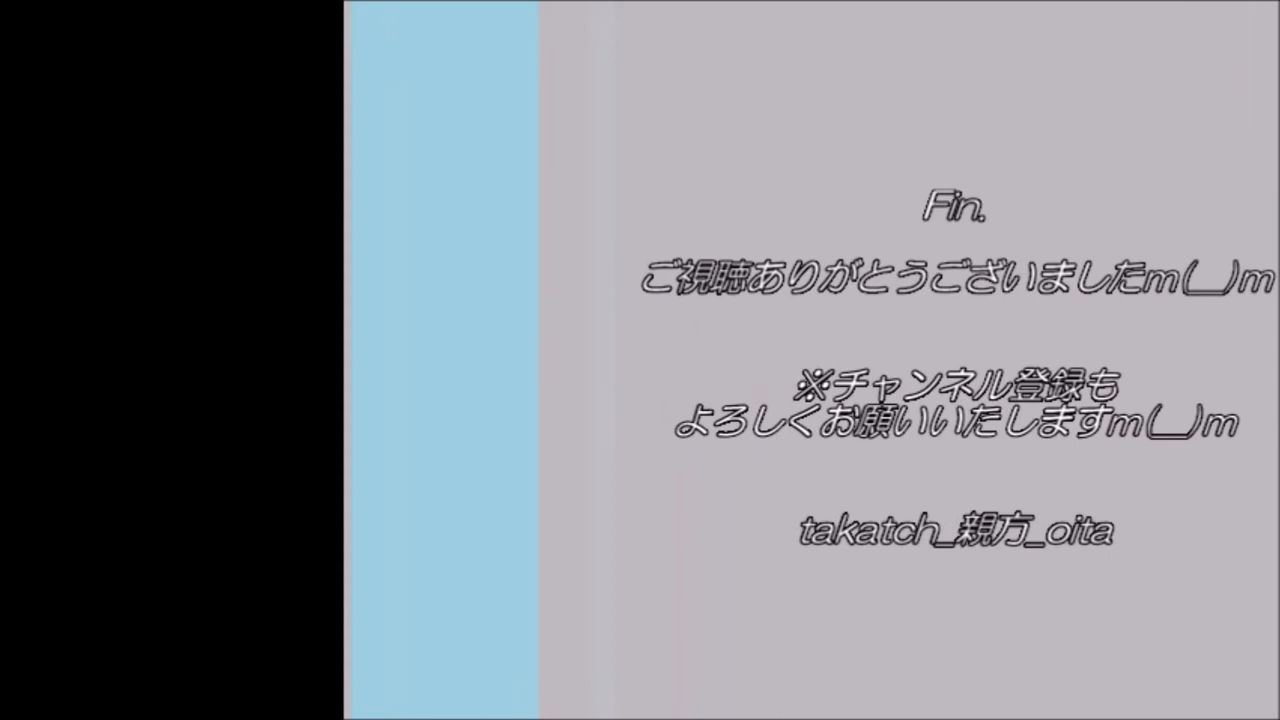 Fin.
ご視聴ありがとうございましたm(__)m
※チャンネル登録も
よろしくお願いいたしますm(__)m
takatch_親方_oita